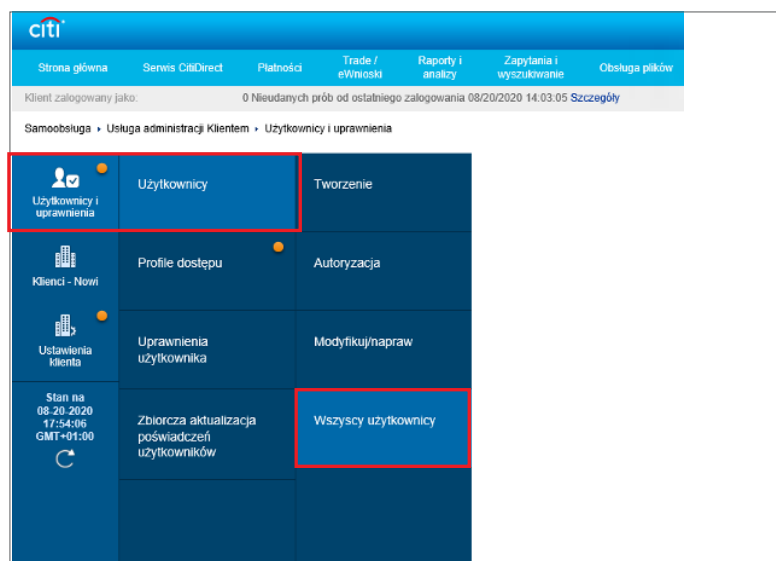 citi
Strona główna
Serwis CitiDirect
Płatności
Trade /
eWnioski
Raporty i
analizy
Zapytania i
wyszukiwanie
Obsługa plików
Klient zalogowany jako:
0 Nieudanych prób od ostatniego zalogowania 08/20/2020 14:03:05 Szczegóły
Samoobsługa ▸ Usługa administracji Klientem ▸ Użytkownicy i uprawnienia
Użytkownicy i
uprawnienia
Użytkownicy
Tworzenie
Klienci - Nowi
Profile dostępu
Autoryzacja
Ustawienia
klienta
Uprawnienia
użytkownika
Modyfikuj/napraw
Stan na
08-20-2020
17:54:06
GMT+01:00
Zbiorcza aktualizacja
poświadczeń
użytkowników
Wszyscy użytkownicy